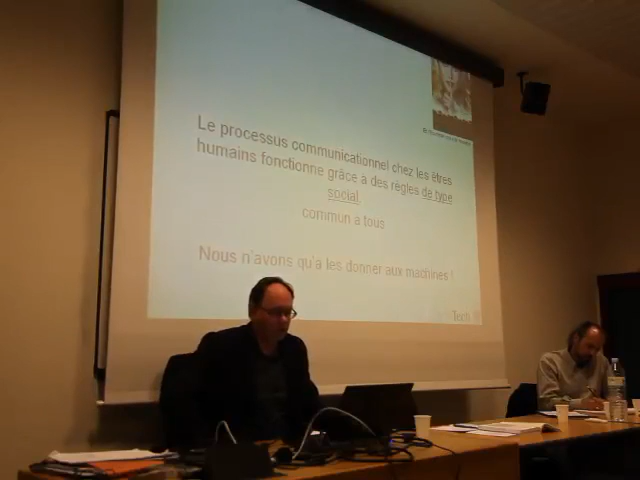 Le processus communicationnel chez les êtres
humains fonctionne grâce à des règles de type
social
commun a tous
Nous n'avons qu'à les donner aux machines !
Tech